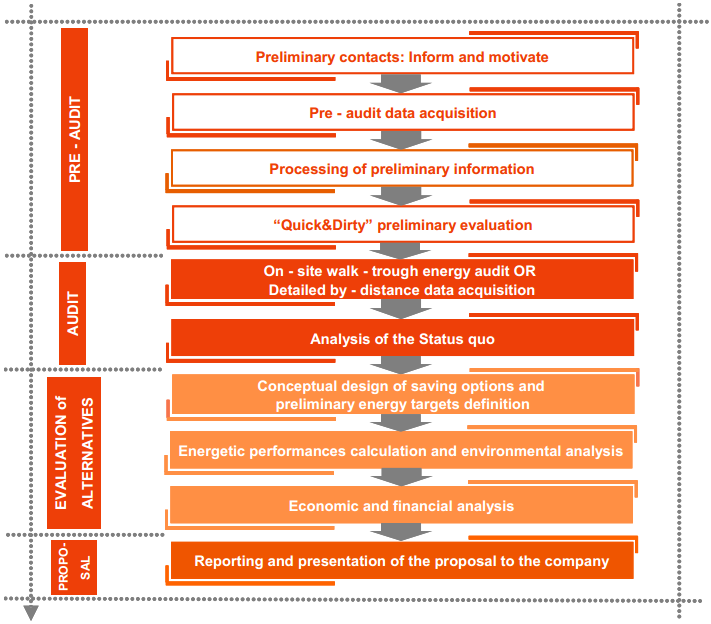 PRE - AUDIT
Preliminary contacts: Inform and motivate
Pre - audit data acquisition
Processing of preliminary information
“Quick&Dirty” preliminary evaluation
AUDIT
On - site walk - trough energy audit OR
Detailed by - distance data acquisition
Analysis of the Status quo
EVALUATION of
ALTERNATIVES
Conceptual design of saving options and
preliminary energy targets definition
Energetic performances calculation and environmental analysis
Economic and financial analysis
PROPO-
SAL
Reporting and presentation of the proposal to the company